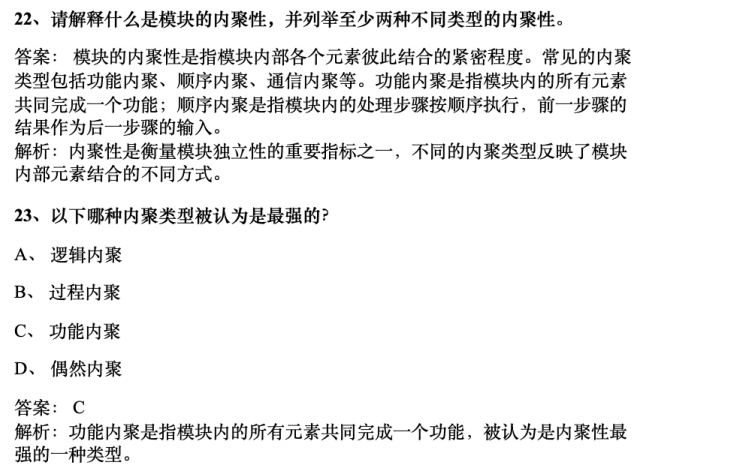 22、请解释什么是模块的内聚性，并列举至少两种不同类型的内聚性。
答案： 模块的内聚性是指模块内部各个元素彼此结合的紧密程度。常见的内聚
类型包括功能内聚、顺序内聚、通信内聚等。功能内聚是指模块内的所有元素
共同完成一个功能；顺序内聚是指模块内的处理步骤按顺序执行，前一步骤的
结果作为后一步骤的输入。
解析：内聚性是衡量模块独立性的重要指标之一，不同的内聚类型反映了模块
内部元素结合的不同方式。
23、以下哪种内聚类型被认为是最强的?
A、 逻辑内聚
B、 过程内聚
C、 功能内聚
D、 偶然内聚
答案： C
解析：功能内聚是指模块内的所有元素共同完成一个功能，被认为是内聚性最
强的一种类型。